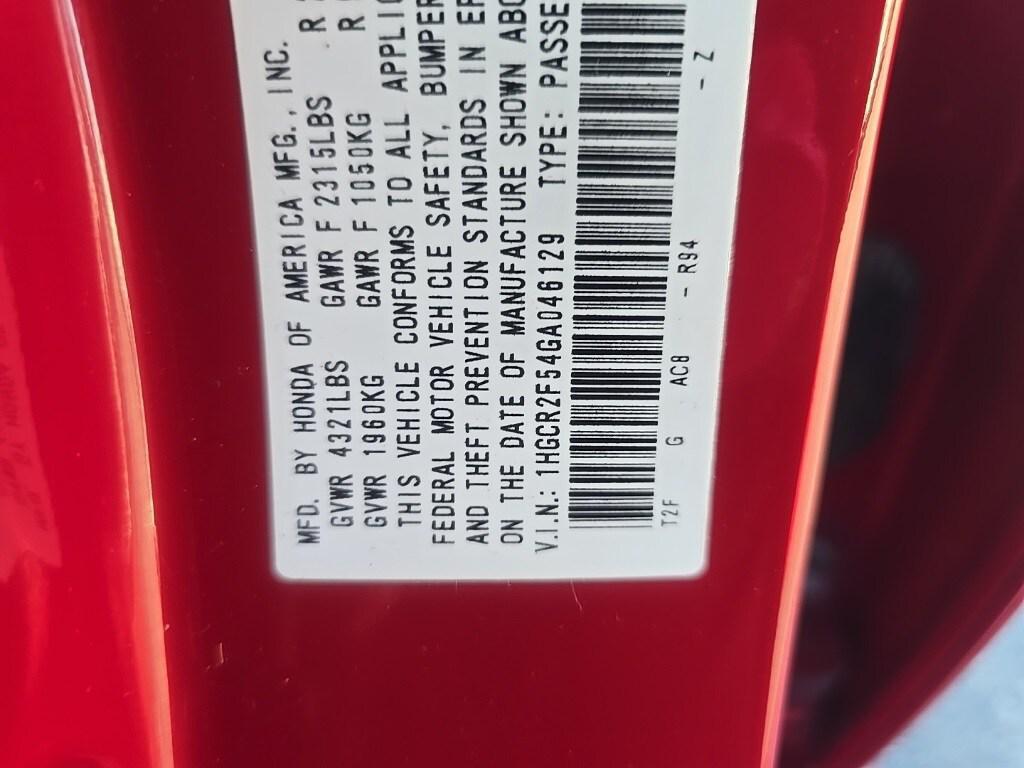 MFD. BY HONDA OF AMERICA MFG., INC.
GVWR 4321LBS GAWR F 2315LBS R
GVWR 1960KG GAWR F 1050KG R
THIS VEHICLE CONFORMS TO ALL APPLIC
FEDERAL MOTOR VEHICLE SAFETY, BUMPER
AND THEFT PREVENTION STANDARDS IN EF
ON THE DATE OF MANUFACTURE SHOWN ABO
V.I.N.: 1HGCR2F54GA046129 TYPE: PASSE
T2F G AC8 - R94 - Z